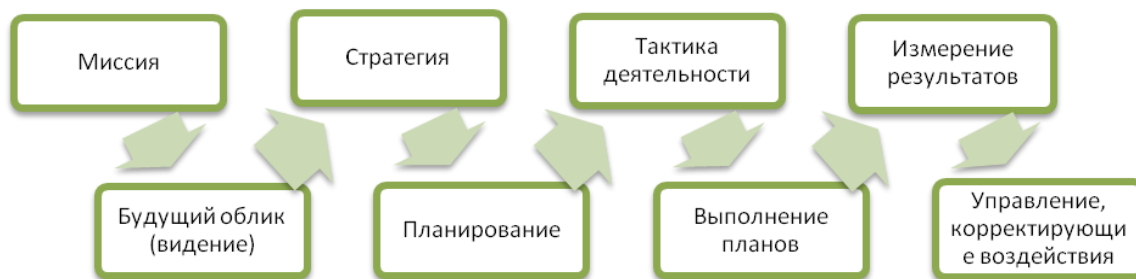 Миссия
Будущий облик
(видение)
Стратегия
Планирование
Тактика
деятельности
Выполнение
планов
Измерение
результатов
Управление,
корректирующи
е воздействия